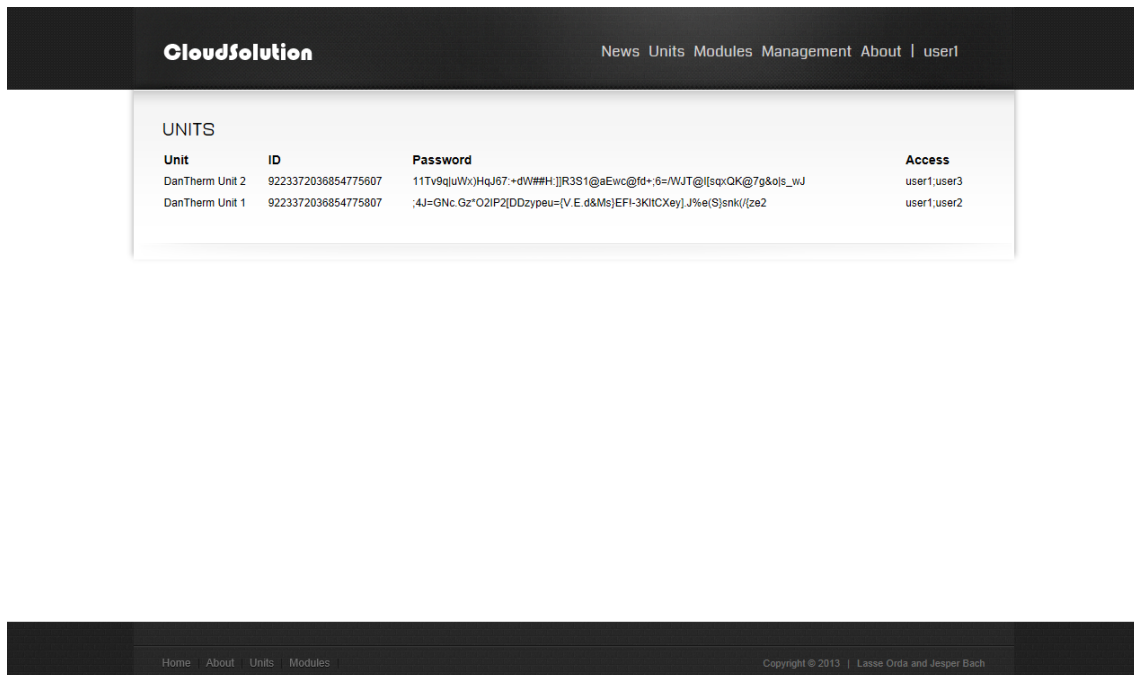 CloudSolution News Units Modules Management About | user1
UNITS
Unit ID Password Access
DanTherm Unit 2 9223372036854775607 11Tv9q|uWx)HqJ67:+dW##H:]]R3S1@aEwc@fd+;6=/WJT@I[sqxQK@7g&o|s_wJ user1;user3
DanTherm Unit 1 9223372036854775807 ;4J=GNc.Gz*O2IP2[DDzypeu={V.E.d&Ms}EF!-3KltCXey].J%e(S}snk(/{ze2 user1;user2
Home | About | Units | Modules |
Copyright © 2013 | Lasse Orda and Jesper Bach